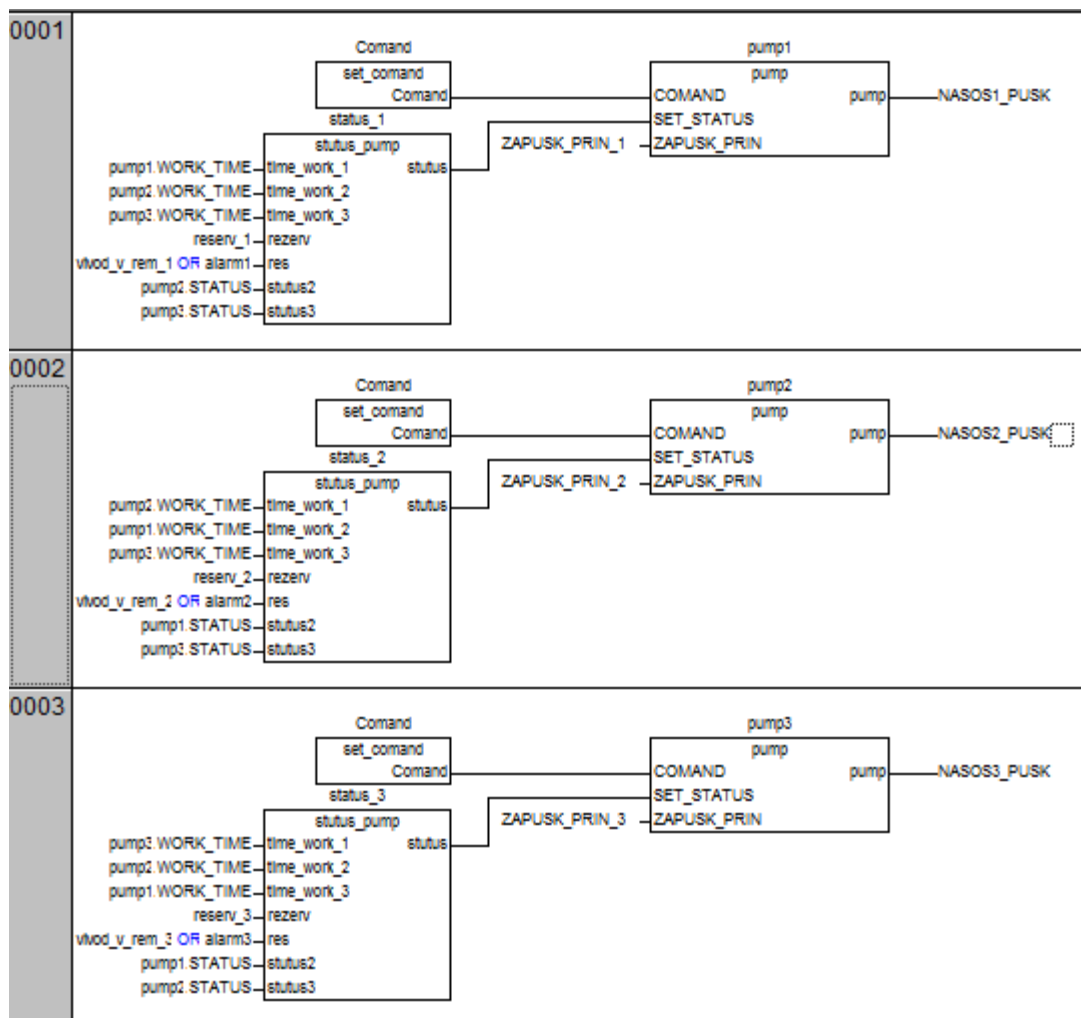 0001
Comand pump1
set_comand pump
Comand COMAND pump NASOS1_PUSK
status_1 SET_STATUS
stutus_pump ZAPUSK_PRIN_1 ZAPUSK_PRIN
pump1.WORK_TIME time_work_1 stutus
pump2.WORK_TIME time_work_2
pump3.WORK_TIME time_work_3
reserv_1 rezerv
vivod_v_rem_1 OR alarm1 res
pump2.STATUS stutus2
pump3.STATUS stutus3
0002
Comand pump2
set_comand pump
Comand COMAND pump NASOS2_PUSK
status_2 SET_STATUS
stutus_pump ZAPUSK_PRIN_2 ZAPUSK_PRIN
pump2.WORK_TIME time_work_1 stutus
pump1.WORK_TIME time_work_2
pump3.WORK_TIME time_work_3
reserv_2 rezerv
vivod_v_rem_2 OR alarm2 res
pump1.STATUS stutus2
pump3.STATUS stutus3
0003
Comand pump3
set_comand pump
Comand COMAND pump NASOS3_PUSK
status_3 SET_STATUS
stutus_pump ZAPUSK_PRIN_3 ZAPUSK_PRIN
pump3.WORK_TIME time_work_1 stutus
pump2.WORK_TIME time_work_2
pump1.WORK_TIME time_work_3
reserv_3 rezerv
vivod_v_rem_3 OR alarm3 res
pump1.STATUS stutus2
pump2.STATUS stutus3